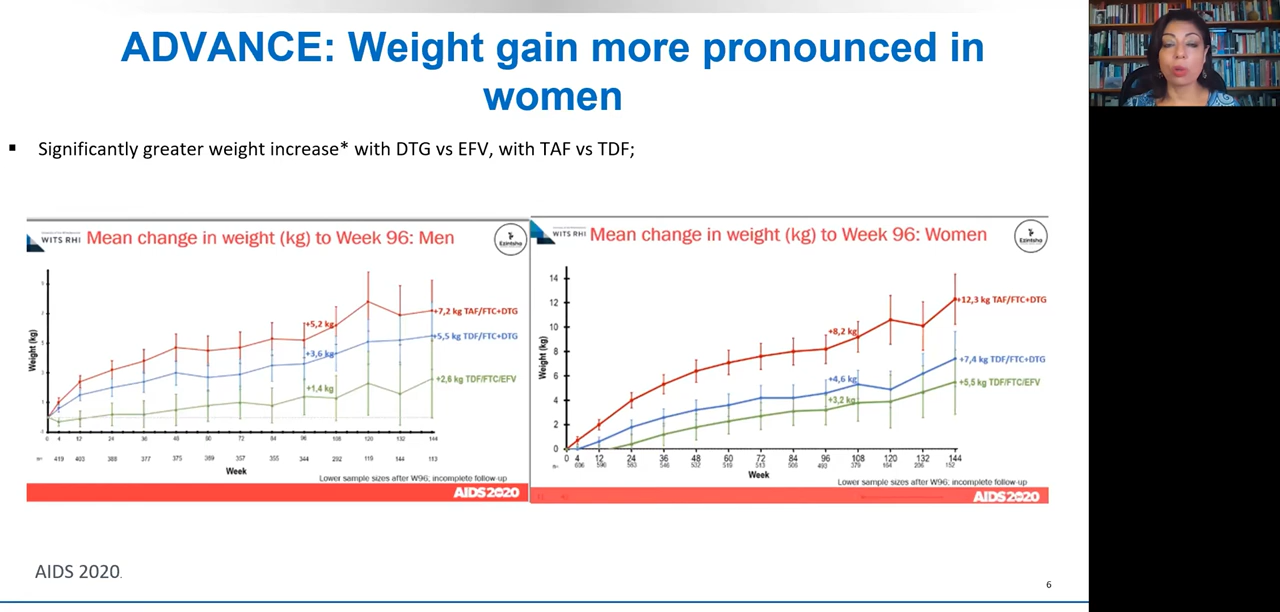 ADVANCE: Weight gain more pronounced in
women
▪ Significantly greater weight increase* with DTG vs EFV, with TAF vs TDF;
WITS RHI
Mean change in weight (kg) to Week 96: Men
Ezintsha
Weight (kg)
+5,2 kg
+3,6 kg
+1,4 kg
+7,2 kg TAF/FTC+DTG
+5,5 kg TDF/FTC+DTG
+2,6 kg TDF/FTC/EFV
0 4 12 24 36 48 60 72 84 96 108 120 132 144
n= 419 403 388 377 375 369 357 355 344 292 116 144 113
Week
Lower sample sizes after W96: incomplete follow-up
AIDS 2020
WITS RHI
Mean change in weight (kg) to Week 96: Women
Ezintsha
Weight (kg)
14
12
10
8
6
4
2
0
+8,2 kg
+4,6 kg
+3,2 kg
+12,3 kg TAF/FTC+DTG
+7,4 kg TDF/FTC+DTG
+5,5 kg TDF/FTC/EFV
0 4 12 24 36 48 60 72 84 96 108 120 132 144
n= 606 590 563 546 532 519 513 505 493 379 164 206 152
Week
Lower sample sizes after W96: incomplete follow-up
AIDS 2020
AIDS 2020.
6